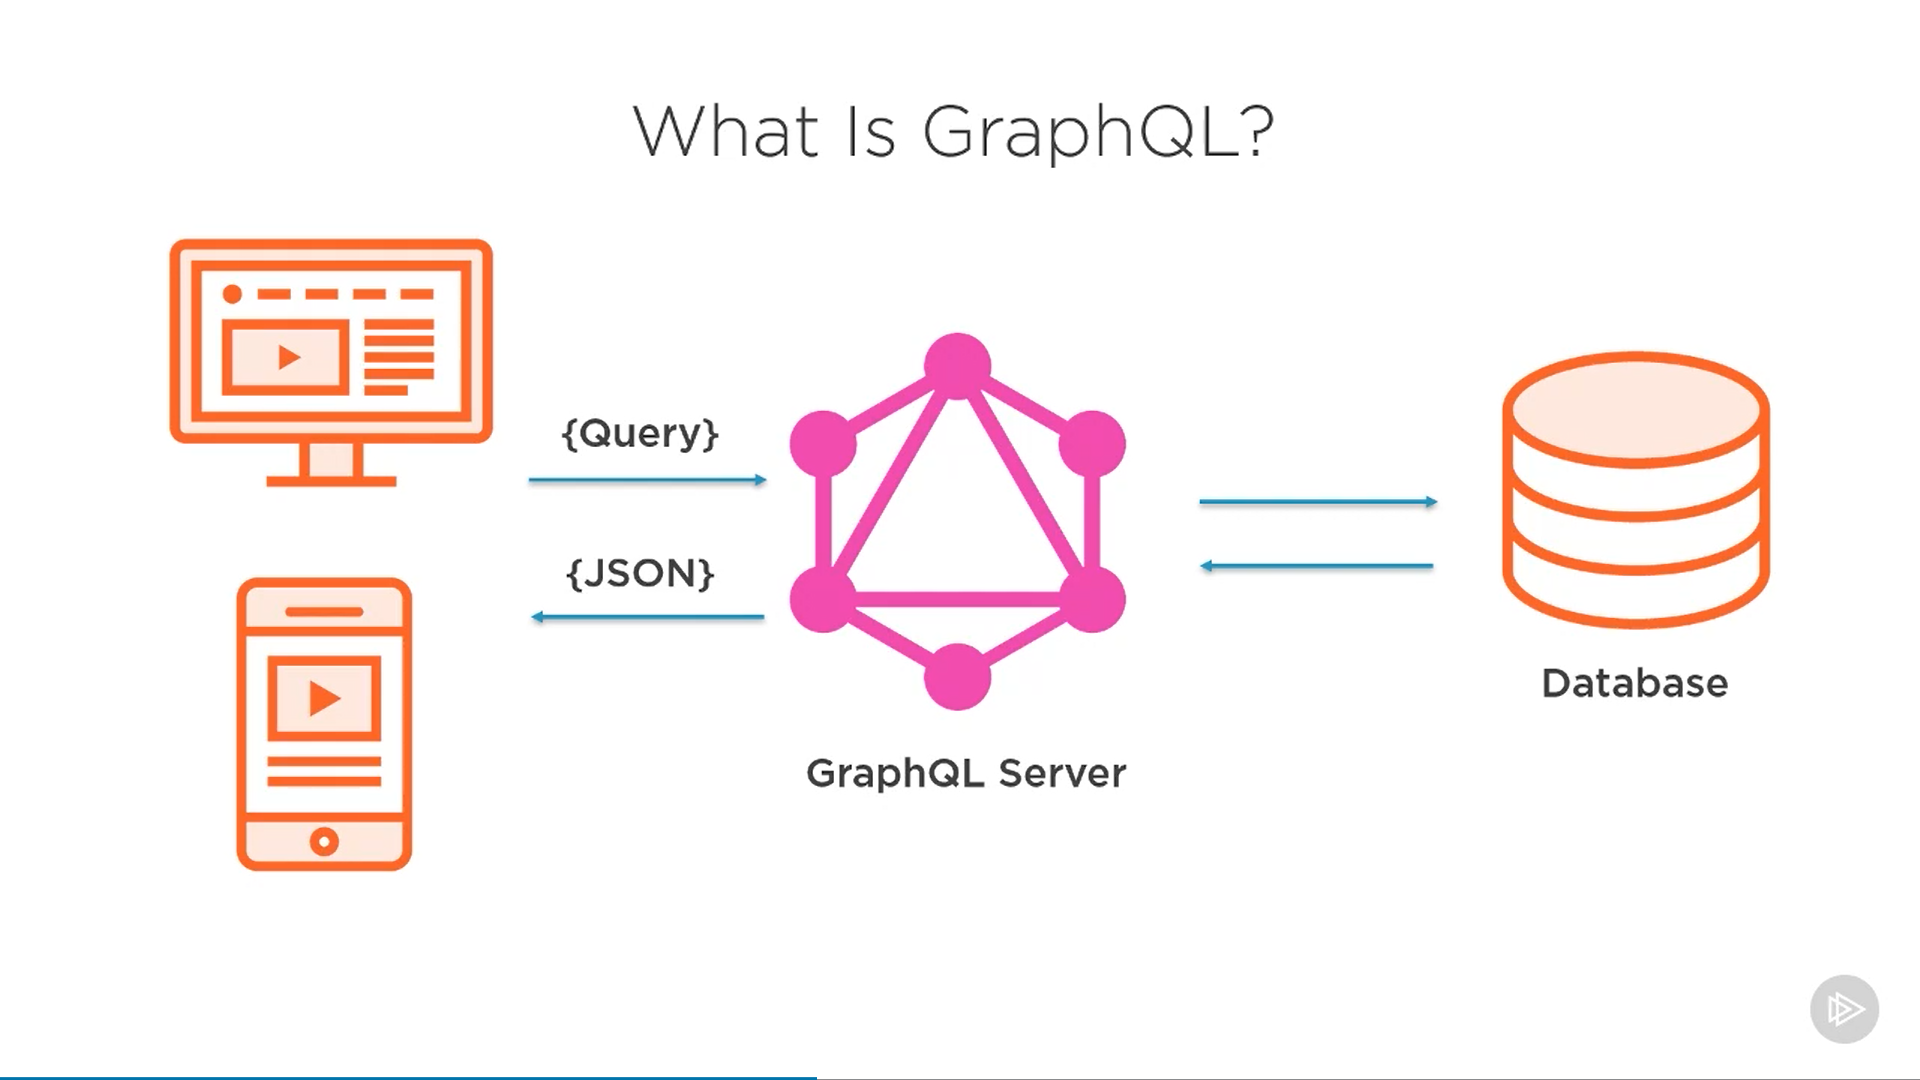 What Is GraphQL?
{Query}
{JSON}
GraphQL Server
Database